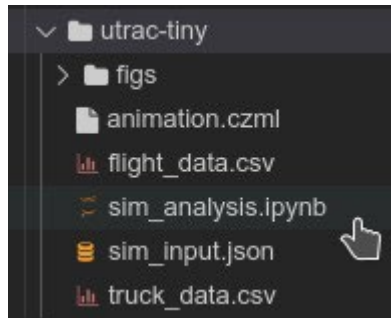 utrac-tiny
figs
animation.czml
flight_data.csv
sim_analysis.ipynb
sim_input.json
truck_data.csv